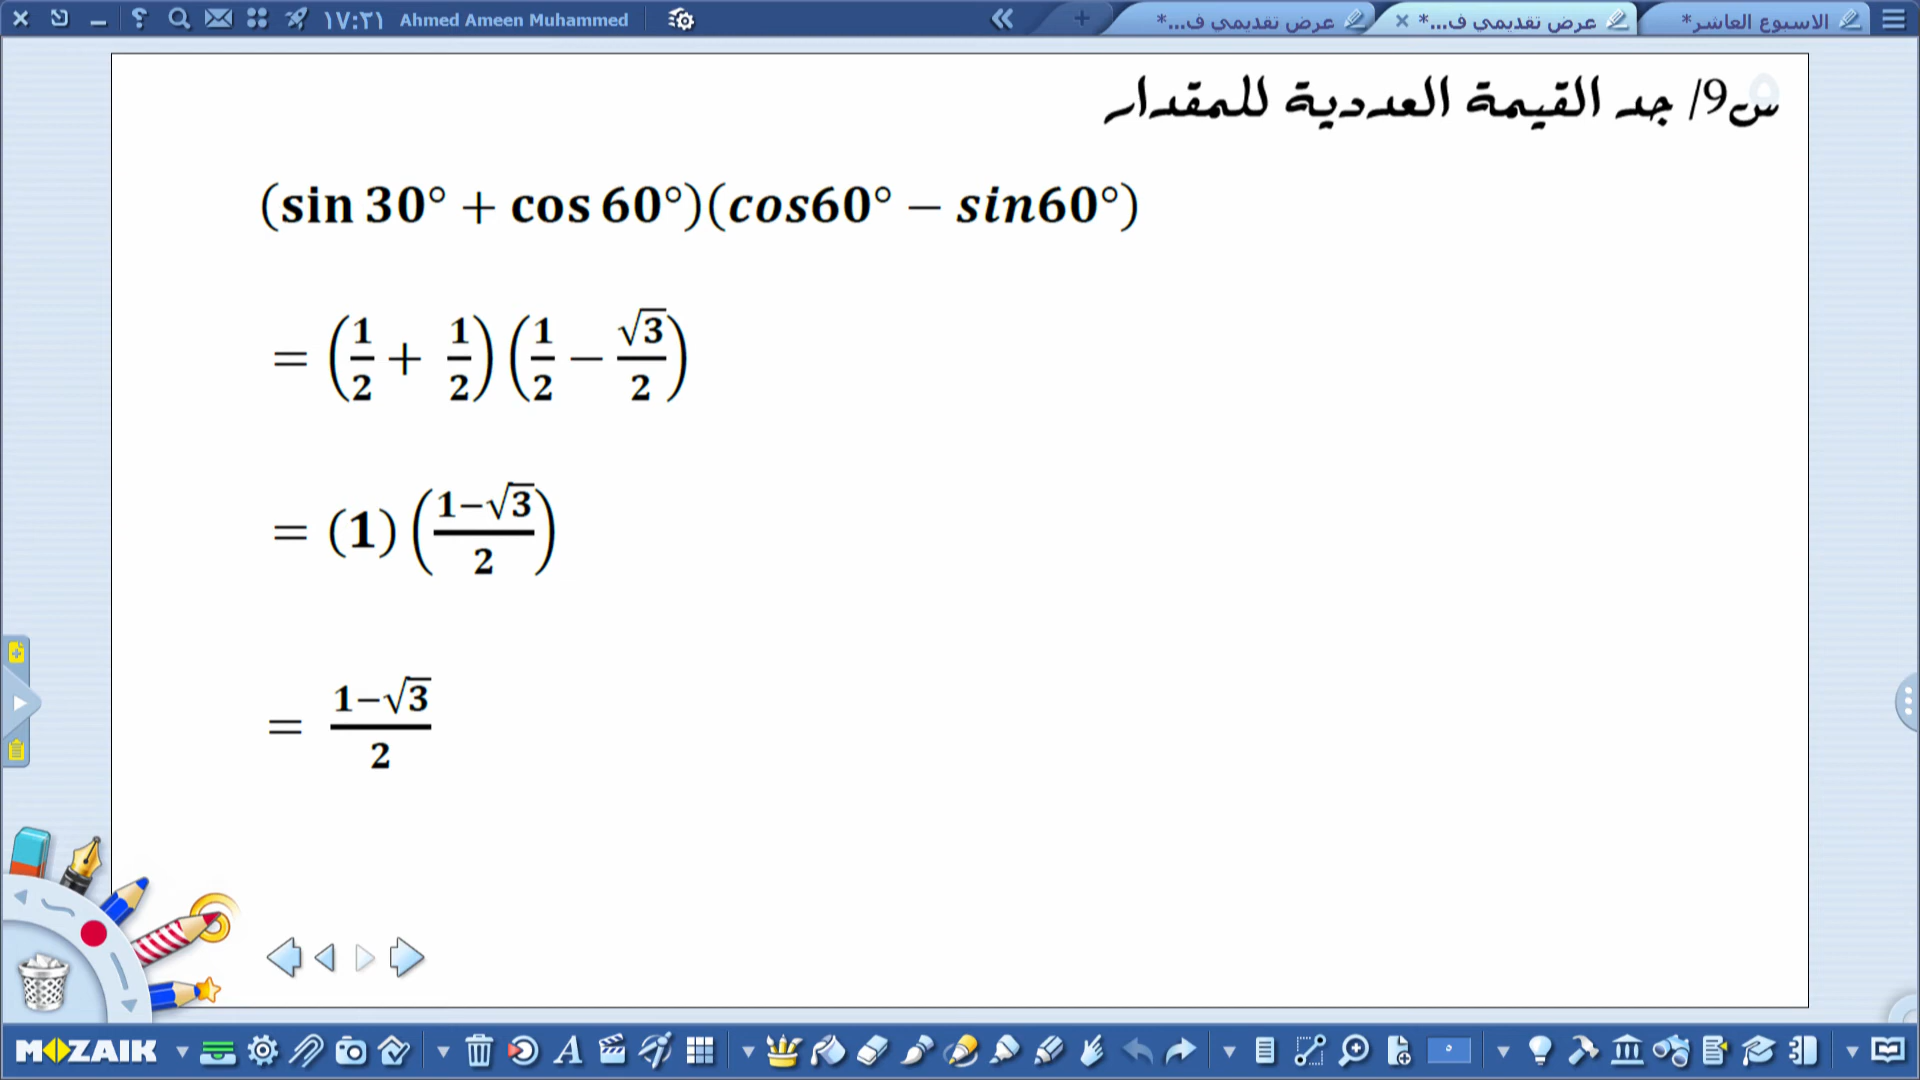 ١٧:٣١ Ahmed Ameen Muhammed
عرض تقديمي ف...*
عرض تقديمي ف...*
الاسبوع العاشر*
س9/ جد القيمة العددية للمقدار
(sin 30° + cos 60°)(cos60° − sin60°)
= (1/2 + 1/2)(1/2 − √3/2)
= (1)((1−√3)/2)
= (1−√3)/2
MOZAIK